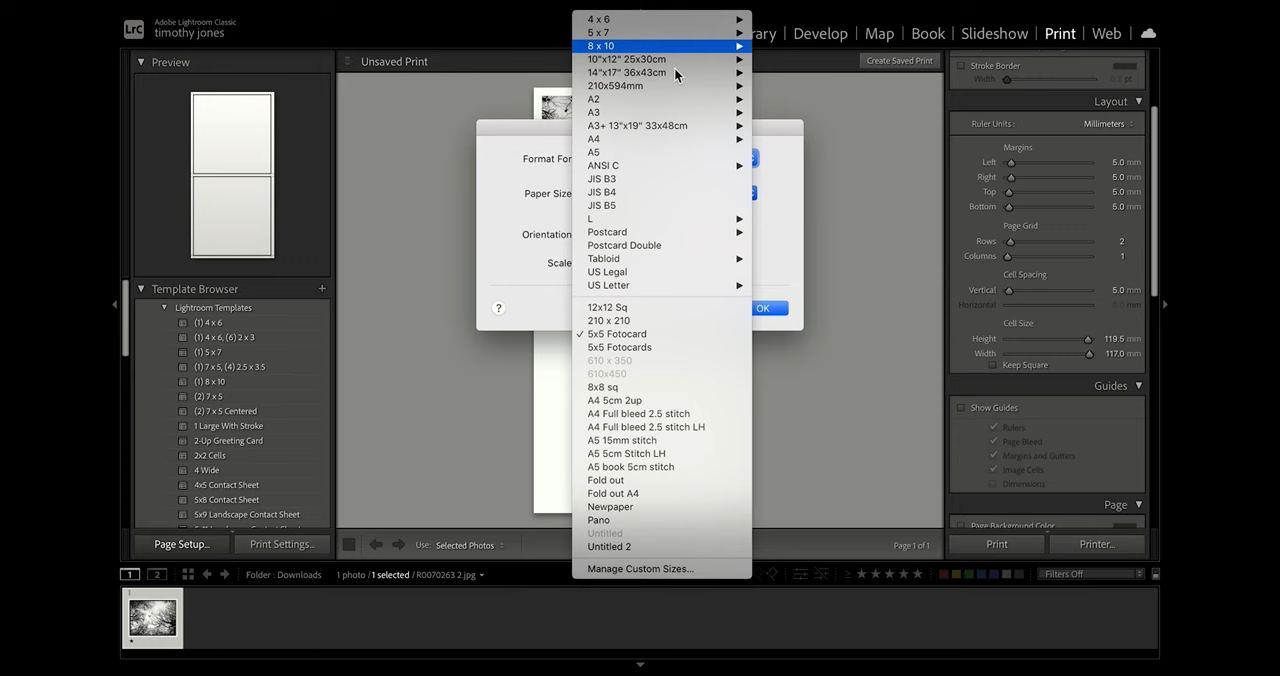 LrC
Adobe Lightroom Classic
timothy jones
rary
Develop
Map
Book
Slideshow
Print
Web
Preview
Template Browser
+
Lightroom Templates
(1) 4 x 6
(1) 4 x 6, (6) 2 x 3
(1) 5 x 7
(1) 7 x 5, (4) 2.5 x 3.5
(1) 8 x 10
(2) 7 x 5
(2) 7 x 5 Centered
1 Large With Stroke
2-Up Greeting Card
2x2 Cells
4 Wide
4x5 Contact Sheet
5x8 Contact Sheet
5x9 Landscape Contact Sheet
Page Setup...
Print Settings...
Unsaved Print
Create Saved Print
Format For
Paper Size
Orientation
Scale
?
OK
4 x 6
5 x 7
8 x 10
10"x12" 25x30cm
14"x17" 36x43cm
210x594mm
A2
A3
A3+ 13"x19" 33x48cm
A4
A5
ANSI C
JIS B3
JIS B4
JIS B5
L
Postcard
Postcard Double
Tabloid
US Legal
US Letter
12x12 Sq
210 x 210
✓ 5x5 Fotocard
5x5 Fotocards
610 x 350
610x450
8x8 sq
A4 5cm 2up
A4 Full bleed 2.5 stitch
A4 Full bleed 2.5 stitch LH
A5 15mm stitch
A5 5cm Stitch LH
A5 book 5cm stitch
Fold out
Fold out A4
Newpaper
Pano
Untitled
Untitled 2
Manage Custom Sizes...
Use: Selected Photos
Page 1 of 1
Stroke Border
Width 0.2 pt
Layout
Ruler Units : Millimeters
Margins
Left 5.0 mm
Right 5.0 mm
Top 5.0 mm
Bottom 5.0 mm
Page Grid
Rows 2
Columns 1
Cell Spacing
Vertical 5.0 mm
Horizontal 0.0 mm
Cell Size
Height 119.5 mm
Width 117.0 mm
Keep Square
Guides
Show Guides
Rulers
Page Bleed
Margins and Gutters
Image Cells
Dimensions
Page
Page Background Color
Print
Printer...
1 2 Folder : Downloads 1 photo / 1 selected / R0070263 2.jpg
Filters Off
1